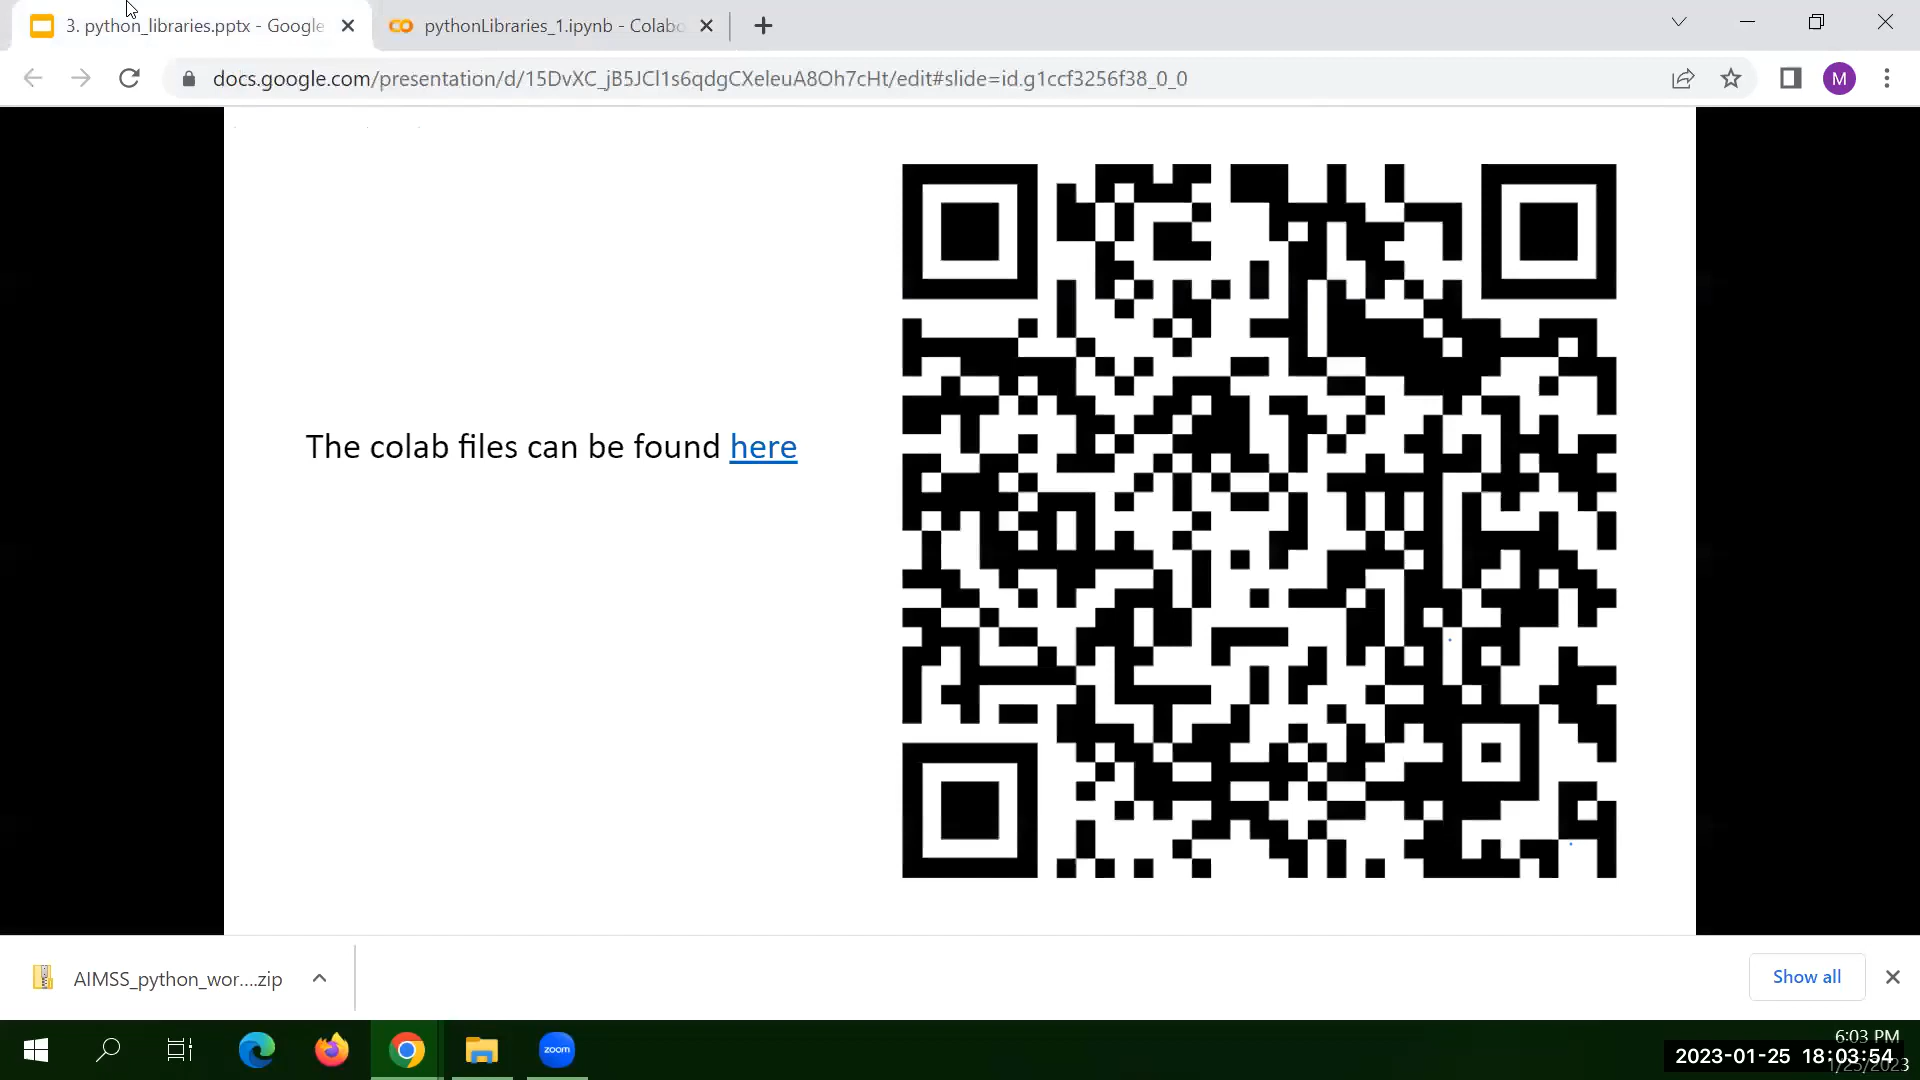 3. python_libraries.pptx - Google
pythonLibraries_1.ipynb - Colabo
docs.google.com/presentation/d/15DvXC_jB5JCl1s6qdgCXeleuA8Oh7cHt/edit#slide=id.g1ccf3256f38_0_0
M
The colab files can be found here
AIMSS_python_wor....zip
Show all
zoom
6:03 PM
2023-01-25 18:03:54